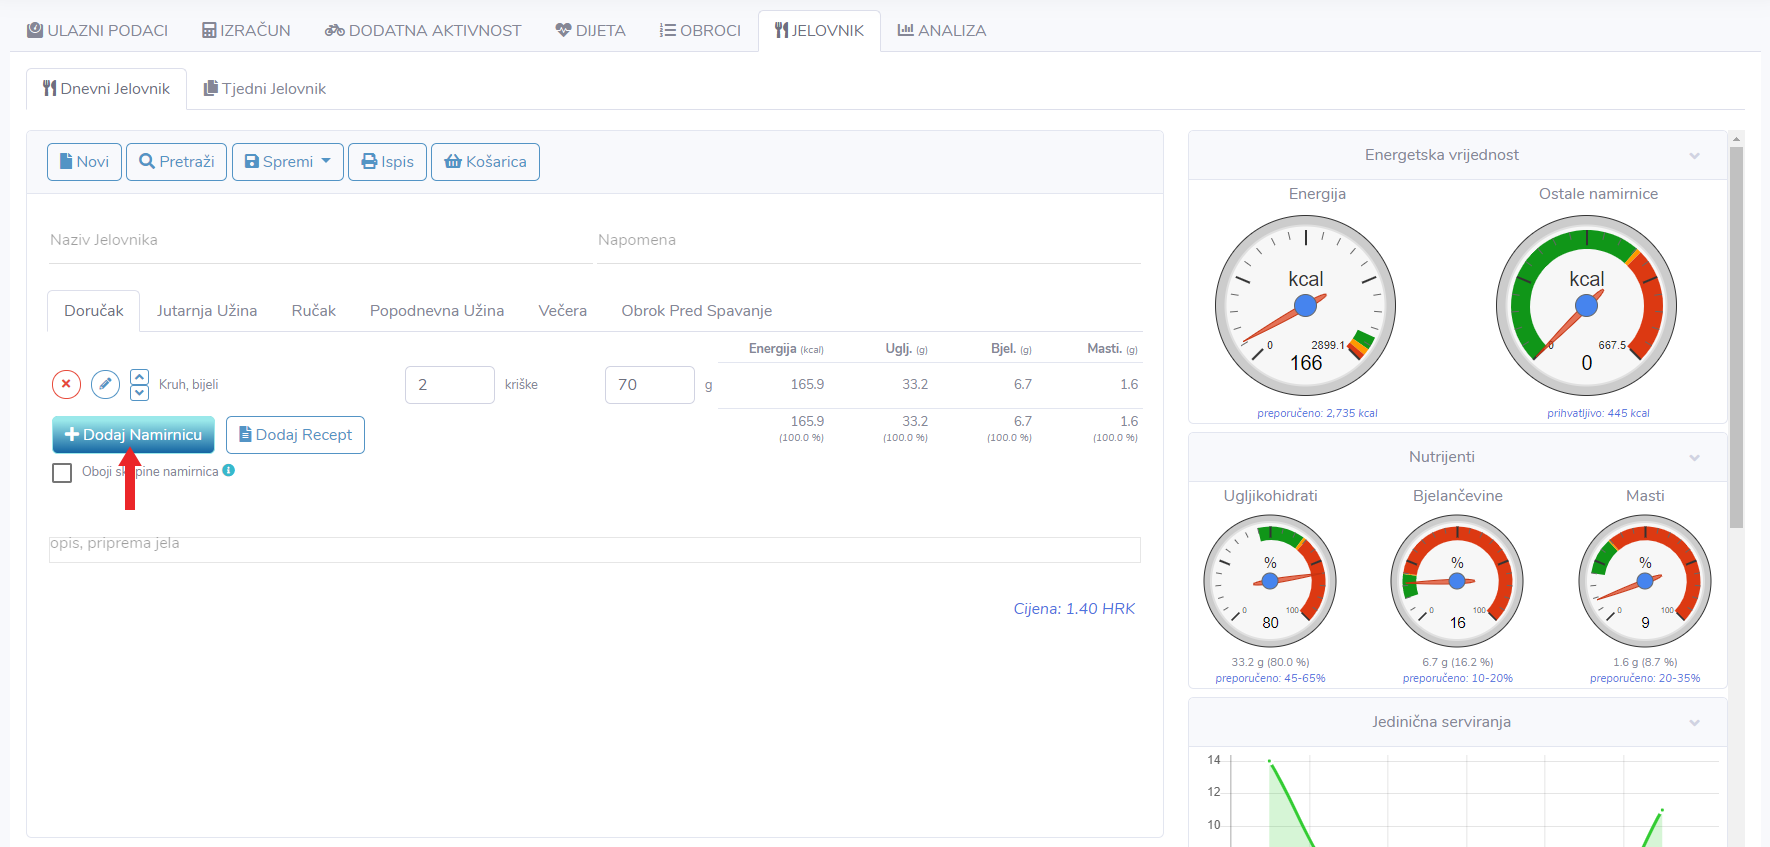 ULAZNI PODACI IZRAČUN DODATNA AKTIVNOST DIJETA OBROCI JELOVNIK ANALIZA
Dnevni Jelovnik Tjedni Jelovnik
Novi Pretraži Spremi Ispis Košarica
Naziv Jelovnika Napomena
Doručak Jutarnja Užina Ručak Popodnevna Užina Večera Obrok Pred Spavanje
Energija (kcal) Uglj. (g) Bjel. (g) Masti. (g)
Kruh, bijeli 2 kriške 70 g 165.9 33.2 6.7 1.6
165.9 33.2 6.7 1.6
(100.0 %) (100.0 %) (100.0 %) (100.0 %)
Dodaj Namirnicu Dodaj Recept
Oboji skupine namirnica
opis, priprema jela
Cijena: 1.40 HRK
Energetska vrijednost
Energija Ostale namirnice
kcal kcal
0 2899.1 0 667.5
166 0
preporučeno: 2,735 kcal prihvatljivo: 445 kcal
Nutrijenti
Ugljikohidrati Bjelančevine Masti
% % %
0 100 0 100 0 100
80 16 9
33.2 g (80.0 %) 6.7 g (16.2 %) 1.6 g (8.7 %)
preporučeno: 45-65% preporučeno: 10-20% preporučeno: 20-35%
Jedinična serviranja
14
12
10